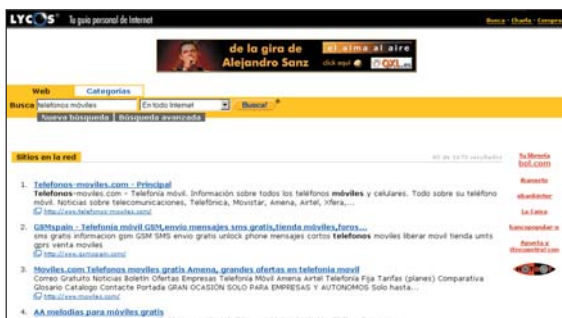 LYCOS Tu guía personal de Internet
Busca · Charla · Compra
de la gira de
Alejandro Sanz
el alma al aire
click aquí QXL.es
Web Categorías
Busca telefonos móviles En todo Internet Busca!
Nueva búsqueda | Búsqueda avanzada
Sitios en la red
Tu librería
bol.com
1. Telefonos-moviles.com - Principal
Telefonos-moviles.com - Telefonía móvil. Información sobre todos los teléfonos móviles y celulares. Todo sobre su teléfono
móvil. Noticias sobre telecomunicaciones, Telefónica, Movistar, Amena, Airtel, Xfera,...
http://www.telefonos-moviles.com/
2. GSMspain - Telefonía móvil GSM,envio mensajes sms gratis,tienda móviles,foros...
sms gratis informacion gsm GSM SMS envio gratis unlock phone mensajes cortos telefonos moviles liberar movil tienda umts
gprs venta moviles
http://www.gsmspain.com/
3. Moviles.com Telefonos moviles gratis Amena, grandes ofertas en telefonia movil
Correo Gratuito Noticias Boletín Ofertas Empresas Telefonía Móvil Amena Airtel Telefonía Fija Tarifas (planes) Comparativa
Glosario Catalogo Contacte Portada GRAN OCASIÓN SOLO PARA EMPRESAS Y AUTONOMOS Solo hasta...
http://www.moviles.com/
4. AA melodias para móviles gratis